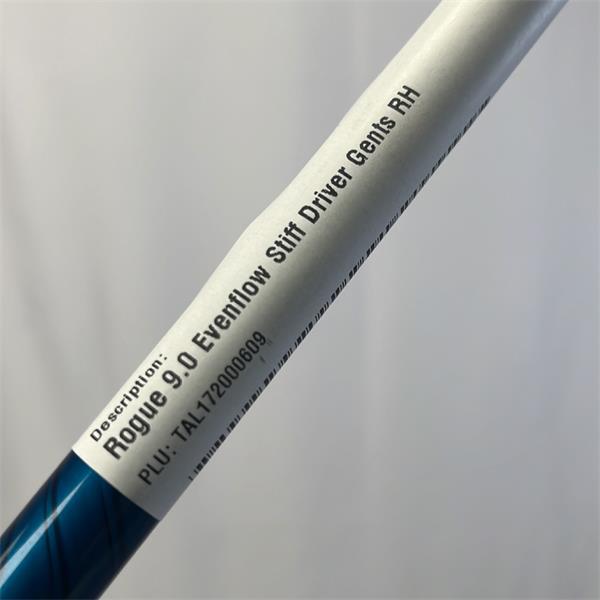 Description:
Rogue 9.0 Evenflow Stiff Driver Gents RH
PLU: TAL172000609